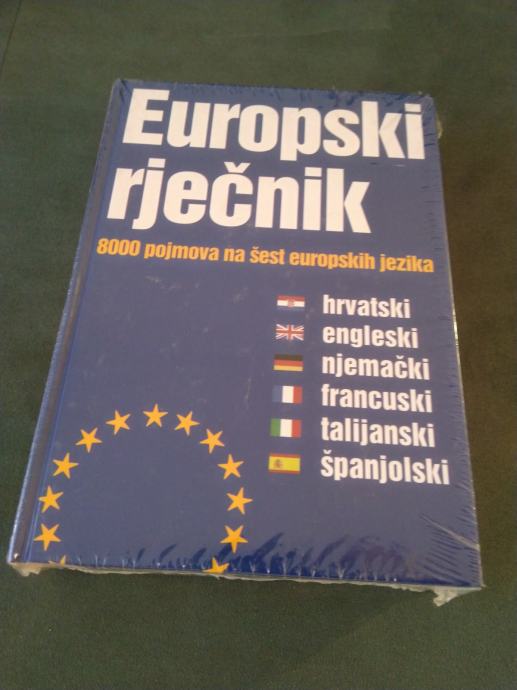 Europski
rječnik
8000 pojmova na šest europskih jezika
hrvatski
engleski
njemački
francuski
talijanski
španjolski